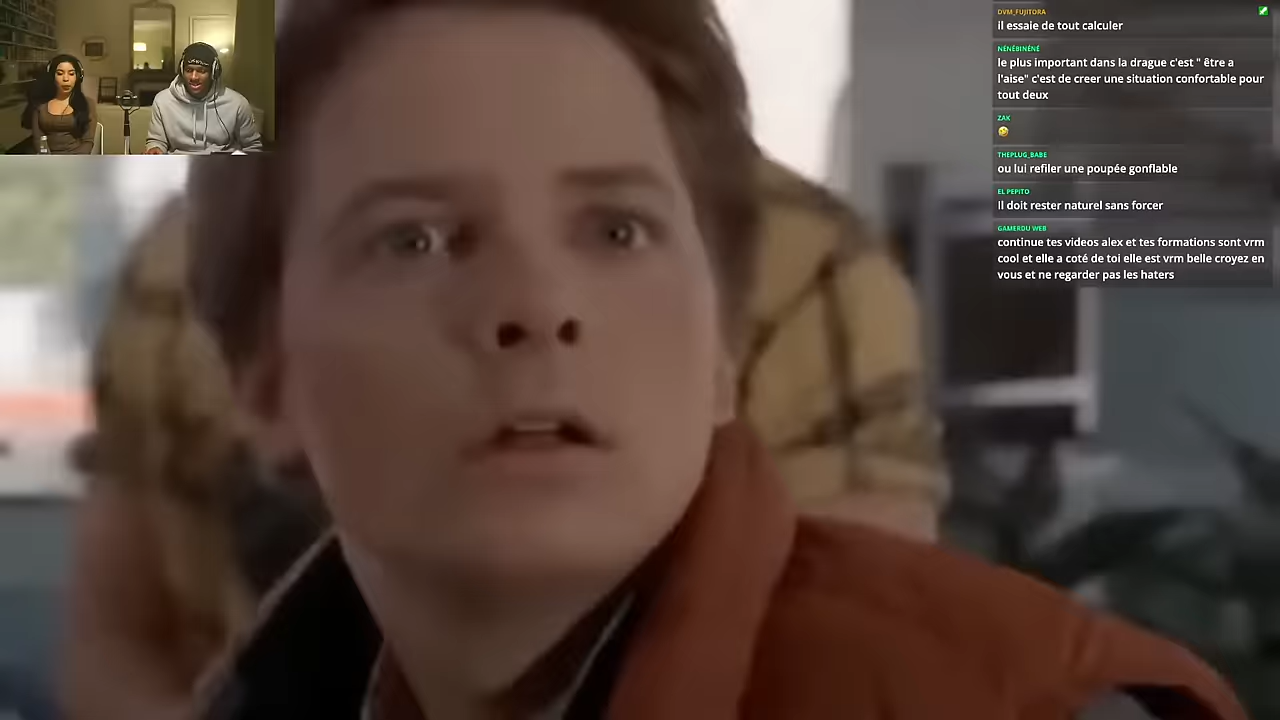 DVM_FUJITORA
il essaie de tout calculer
NÉNÉBINÉNÉ
le plus important dans la drague c'est " être a
l'aise" c'est de creer une situation confortable pour
tout deux
ZAK
THEPLUG_BABE
ou lui refiler une poupée gonflable
EL PEPITO
Il doit rester naturel sans forcer
GAMERDU WEB
continue tes videos alex et tes formations sont vrm
cool et elle a coté de toi elle est vrm belle croyez en
vous et ne regarder pas les haters